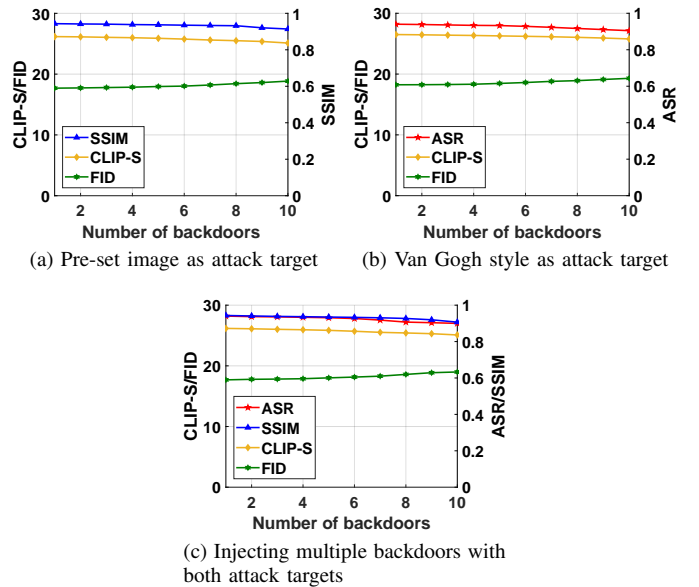 30
20
10
0
CLIP-S/FID
1
0.8
0.6
0.4
0.2
0
SSIM
SSIM
CLIP-S
FID
2 4 6 8 10
Number of backdoors
(a) Pre-set image as attack target
30
20
10
0
CLIP-S/FID
1
0.8
0.6
0.4
0.2
0
ASR
ASR
CLIP-S
FID
2 4 6 8 10
Number of backdoors
(b) Van Gogh style as attack target
30
20
10
0
CLIP-S/FID
1
0.8
0.6
0.4
0.2
0
ASR/SSIM
ASR
SSIM
CLIP-S
FID
2 4 6 8 10
Number of backdoors
(c) Injecting multiple backdoors with
both attack targets